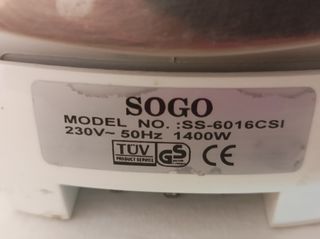 SOGO
MODEL NO. :SS-6016CSI
230V~ 50Hz 1400W
TÜV
PRODUCT SERVICE
GS
CE